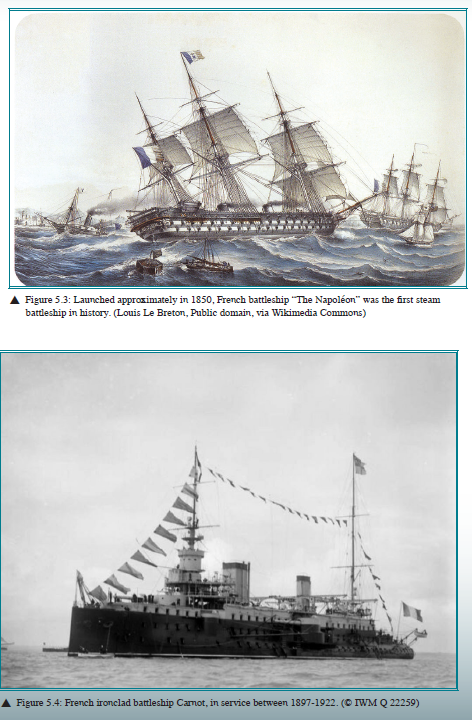 ▲ Figure 5.3: Launched approximately in 1850, French battleship “The Napoléon” was the first steam
battleship in history. (Louis Le Breton, Public domain, via Wikimedia Commons)
▲ Figure 5.4: French ironclad battleship Carnot, in service between 1897-1922. (© IWM Q 22259)